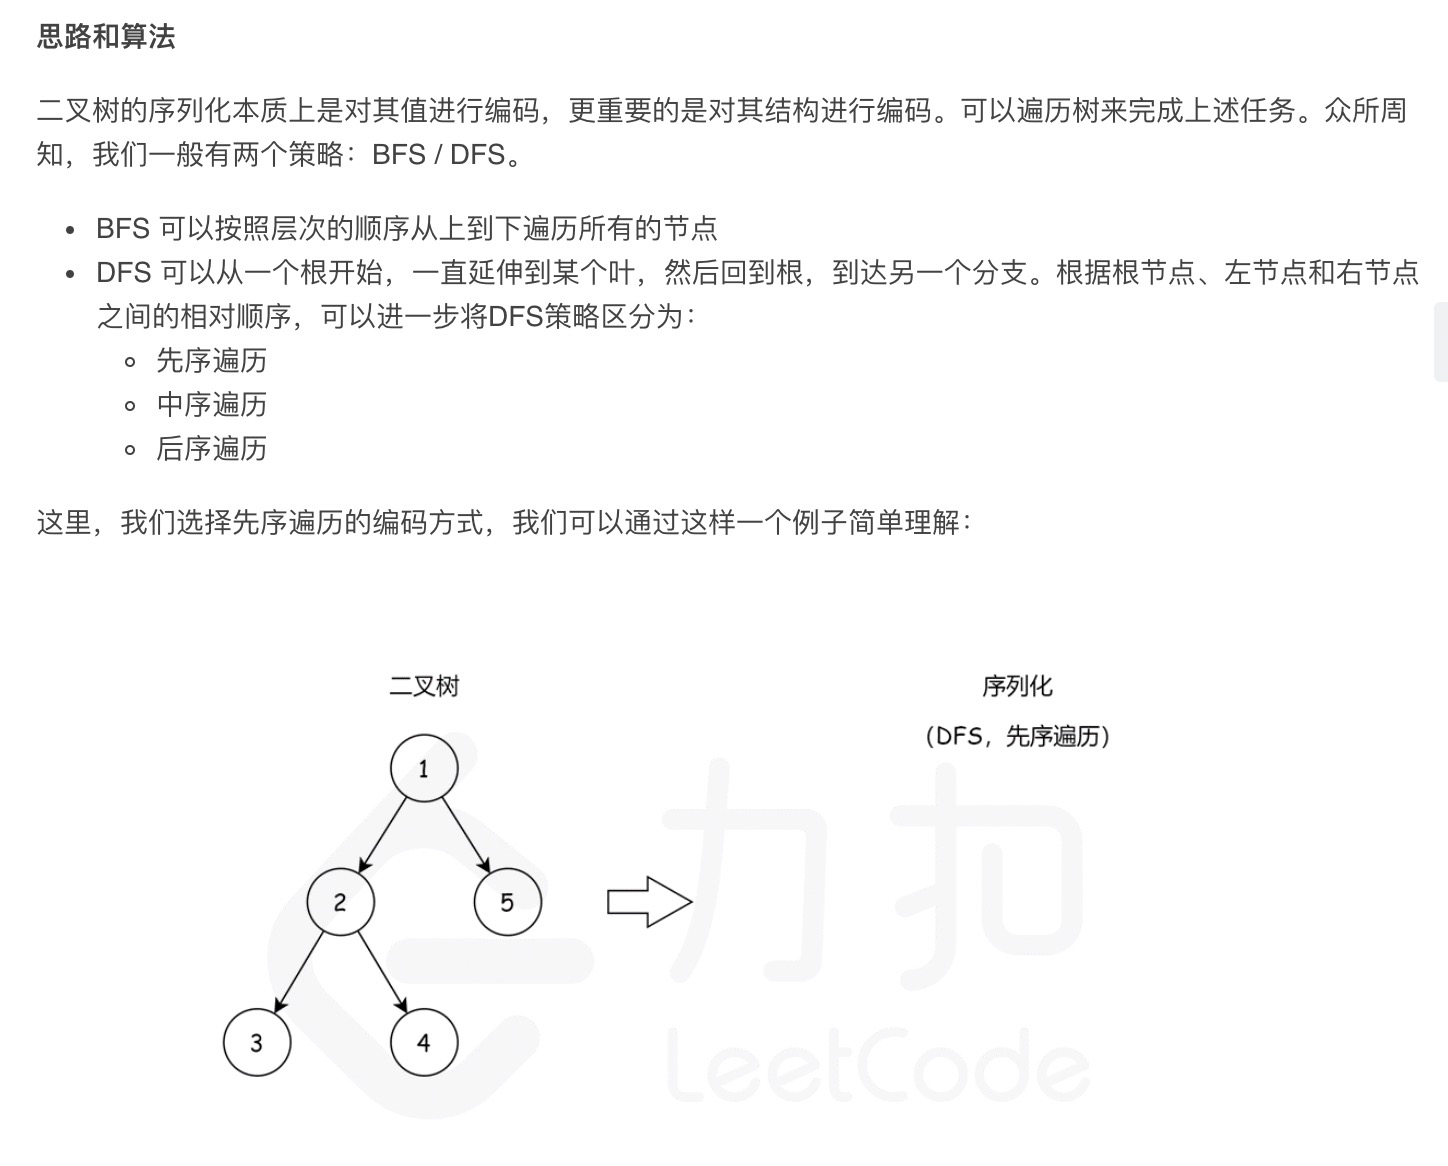 思路和算法
二叉树的序列化本质上是对其值进行编码，更重要的是对其结构进行编码。可以遍历树来完成上述任务。众所周
知，我们一般有两个策略：BFS / DFS。
BFS 可以按照层次的顺序从上到下遍历所有的节点
DFS 可以从一个根开始，一直延伸到某个叶，然后回到根，到达另一个分支。根据根节点、左节点和右节点
之间的相对顺序，可以进一步将DFS策略区分为：
先序遍历
中序遍历
后序遍历
这里，我们选择先序遍历的编码方式，我们可以通过这样一个例子简单理解：
二叉树
序列化
（DFS，先序遍历）
1
2
5
3
4
力扣
LeetCode